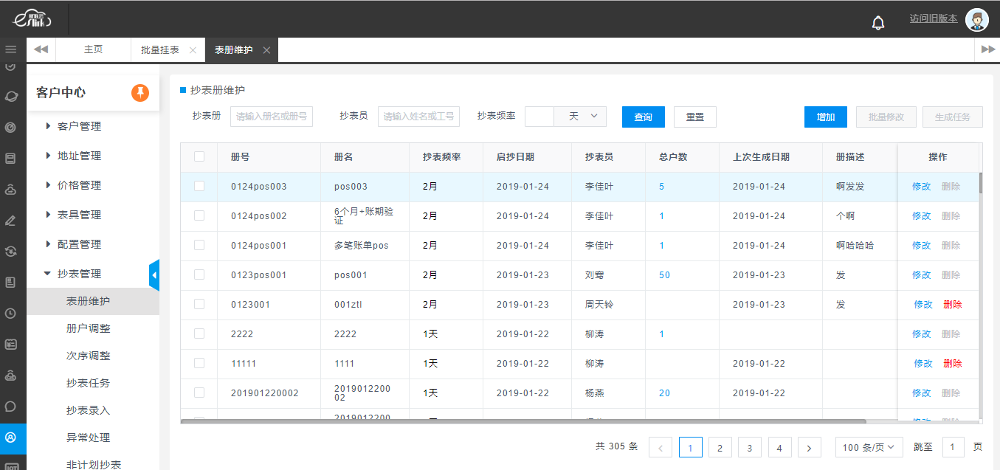 访问旧版本
主页
批量挂表
表册维护
客户中心
客户管理
地址管理
价格管理
表具管理
配置管理
抄表管理
表册维护
册户调整
次序调整
抄表任务
抄表录入
异常处理
非计划抄表
抄表册维护
抄表册 请输入册名或册号 抄表员 请输入姓名或工号 抄表频率 天 查询 重置 增加 批量修改 生成任务
册号 册名 抄表频率 启抄日期 抄表员 总户数 上次生成日期 册描述 操作
0124pos003 pos003 2月 2019-01-24 李佳叶 5 2019-01-24 啊发发 修改 删除
0124pos002 6个月+账期验
证 2月 2019-01-24 李佳叶 1 2019-01-24 个啊 修改 删除
0124pos001 多笔账单pos 2月 2019-01-24 李佳叶 1 2019-01-24 啊哈哈哈 修改 删除
0123pos001 pos001 2月 2019-01-23 刘骞 50 2019-01-23 发 修改 删除
0123001 001ztl 2月 2019-01-23 周天铃 2019-01-23 发 修改 删除
2222 2222 1天 2019-01-22 柳涛 1 修改 删除
11111 1111 1天 2019-01-22 柳涛 2019-01-22 修改 删除
201901220002 2019012200
02 1天 2019-01-22 杨燕 20 2019-01-22 修改 删除
2019012200
共 305 条 1 2 3 4 100 条/页 跳至 1 页